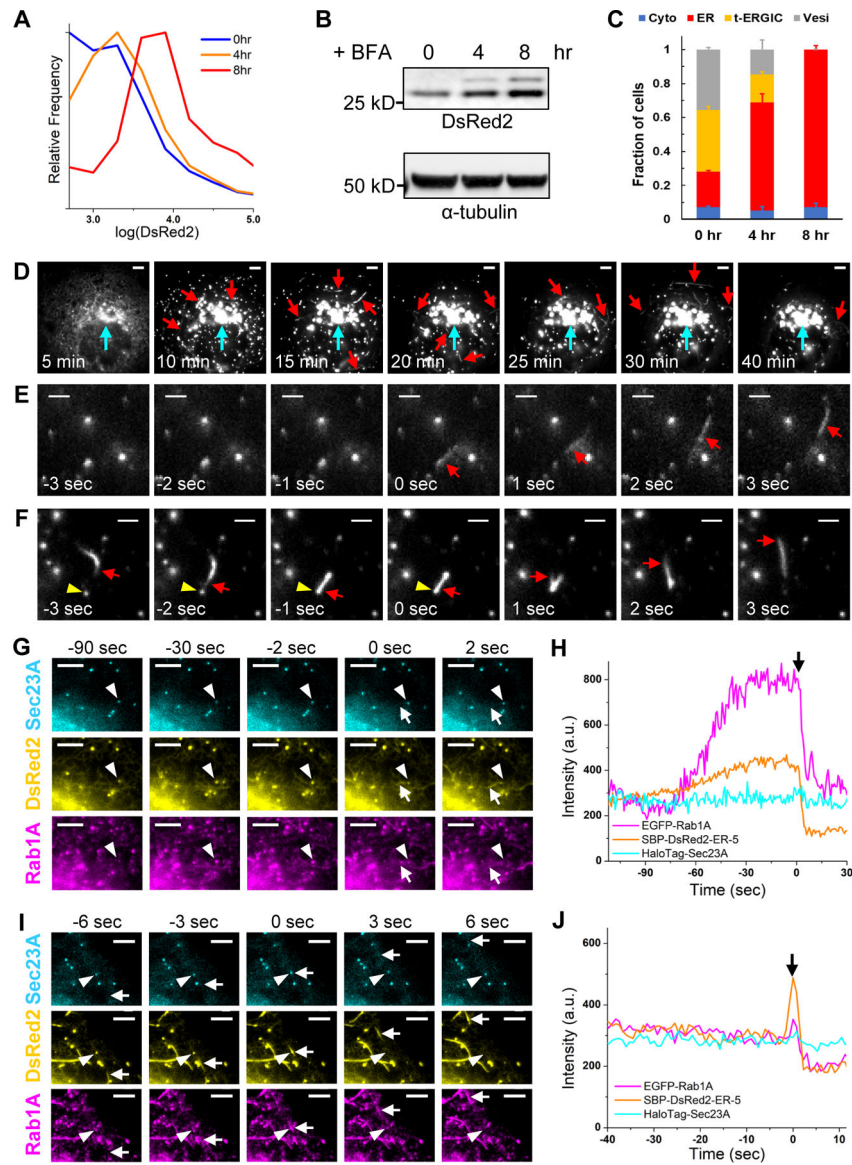 A
0hr
4hr
8hr
Relative Frequency
3.0 4.0 5.0
log(DsRed2)
B
+ BFA 0 4 8 hr
25 kD
DsRed2
50 kD
α-tubulin
C
Cyto ER t-ERGIC Vesi
Fraction of cells
1
0.8
0.6
0.4
0.2
0
0 hr 4 hr 8 hr
D
5 min 10 min 15 min 20 min 25 min 30 min 40 min
E
-3 sec -2 sec -1 sec 0 sec 1 sec 2 sec 3 sec
F
-3 sec -2 sec -1 sec 0 sec 1 sec 2 sec 3 sec
G
-90 sec -30 sec -2 sec 0 sec 2 sec
Sec23A
DsRed2
Rab1A
H
Intensity (a.u.)
800
600
400
200
0
EGFP-Rab1A
SBP-DsRed2-ER-5
HaloTag-Sec23A
-90 -60 -30 0 30
Time (sec)
I
-6 sec -3 sec 0 sec 3 sec 6 sec
Sec23A
DsRed2
Rab1A
J
Intensity (a.u.)
600
400
200
0
EGFP-Rab1A
SBP-DsRed2-ER-5
HaloTag-Sec23A
-40 -30 -20 -10 0 10
Time (sec)